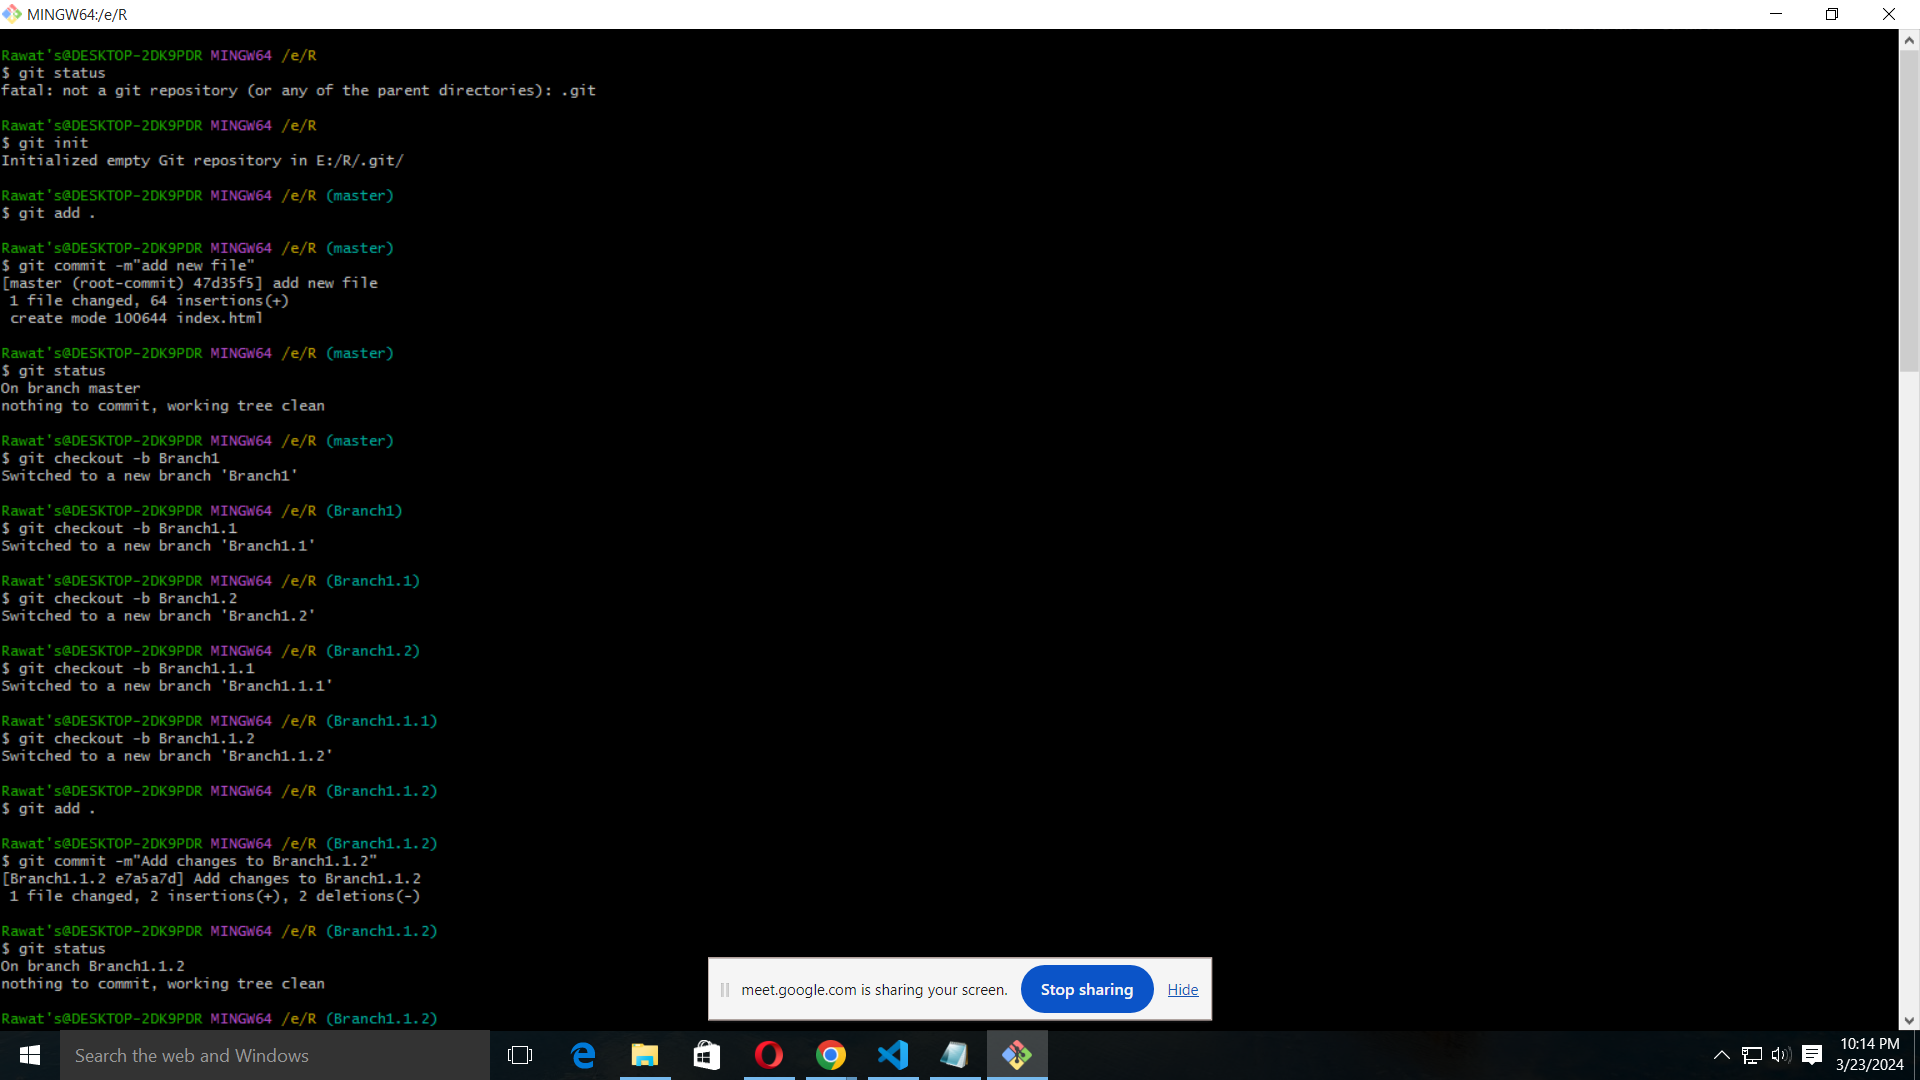 MINGW64:/e/R
Rawat's@DESKTOP-2DK9PDR MINGW64 /e/R
$ git status
fatal: not a git repository (or any of the parent directories): .git
Rawat's@DESKTOP-2DK9PDR MINGW64 /e/R
$ git init
Initialized empty Git repository in E:/R/.git/
Rawat's@DESKTOP-2DK9PDR MINGW64 /e/R (master)
$ git add .
Rawat's@DESKTOP-2DK9PDR MINGW64 /e/R (master)
$ git commit -m"add new file"
[master (root-commit) 47d35f5] add new file
 1 file changed, 64 insertions(+)
 create mode 100644 index.html
Rawat's@DESKTOP-2DK9PDR MINGW64 /e/R (master)
$ git status
On branch master
nothing to commit, working tree clean
Rawat's@DESKTOP-2DK9PDR MINGW64 /e/R (master)
$ git checkout -b Branch1
Switched to a new branch 'Branch1'
Rawat's@DESKTOP-2DK9PDR MINGW64 /e/R (Branch1)
$ git checkout -b Branch1.1
Switched to a new branch 'Branch1.1'
Rawat's@DESKTOP-2DK9PDR MINGW64 /e/R (Branch1.1)
$ git checkout -b Branch1.2
Switched to a new branch 'Branch1.2'
Rawat's@DESKTOP-2DK9PDR MINGW64 /e/R (Branch1.2)
$ git checkout -b Branch1.1.1
Switched to a new branch 'Branch1.1.1'
Rawat's@DESKTOP-2DK9PDR MINGW64 /e/R (Branch1.1.1)
$ git checkout -b Branch1.1.2
Switched to a new branch 'Branch1.1.2'
Rawat's@DESKTOP-2DK9PDR MINGW64 /e/R (Branch1.1.2)
$ git add .
Rawat's@DESKTOP-2DK9PDR MINGW64 /e/R (Branch1.1.2)
$ git commit -m"Add changes to Branch1.1.2"
[Branch1.1.2 e7a5a7d] Add changes to Branch1.1.2
 1 file changed, 2 insertions(+), 2 deletions(-)
Rawat's@DESKTOP-2DK9PDR MINGW64 /e/R (Branch1.1.2)
$ git status
On branch Branch1.1.2
nothing to commit, working tree clean
Rawat's@DESKTOP-2DK9PDR MINGW64 /e/R (Branch1.1.2)
meet.google.com is sharing your screen. Stop sharing Hide
Search the web and Windows
10:14 PM
3/23/2024